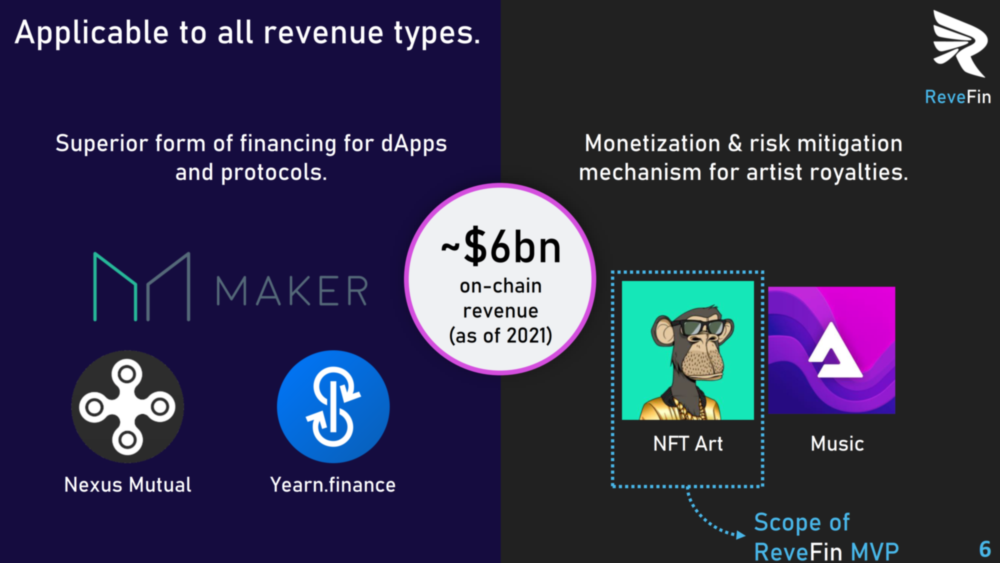 Applicable to all revenue types.
ReveFin
Superior form of financing for dApps
and protocols.
Monetization & risk mitigation
mechanism for artist royalties.
MAKER
~$6bn
on-chain
revenue
(as of 2021)
Nexus Mutual
Yearn.finance
NFT Art
Music
Scope of
ReveFin MVP
6